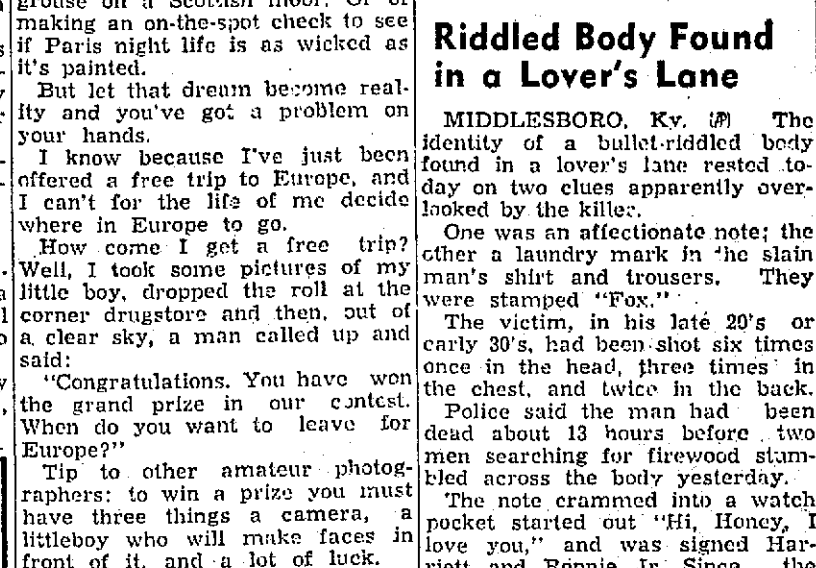 making an on-the-spot check to see
if Paris night life is as wicked as
it's painted.
But let that dream become real-
ity and you've got a problem on
your hands.
I know because I've just been
offered a free trip to Europe, and
I can't for the life of me decide
where in Europe to go.
How come I get a free trip?
Well, I took some pictures of my
little boy, dropped the roll at the
corner drugstore and then, out of
a clear sky, a man called up and
said:
"Congratulations. You have won
the grand prize in our contest.
When do you want to leave for
Europe?"
Tip to other amateur photog-
raphers: to win a prize you must
have three things a camera, a
littleboy who will make faces in
front of it, and a lot of luck.
Riddled Body Found
in a Lover's Lane
MIDDLESBORO, Ky. (AP) The
identity of a bullet-riddled body
found in a lover's lane rested to-
day on two clues apparently over-
looked by the killer.
One was an affectionate note; the
other a laundry mark in the slain
man's shirt and trousers. They
were stamped "Fox."
The victim, in his late 20's or
early 30's, had been shot six times
once in the head, three times in
the chest, and twice in the back.
Police said the man had been
dead about 13 hours before two
men searching for firewood stum-
bled across the body yesterday.
The note crammed into a watch
pocket started out "Hi, Honey, I
love you," and was signed Har-
riett and Ronnie Jr. Since the